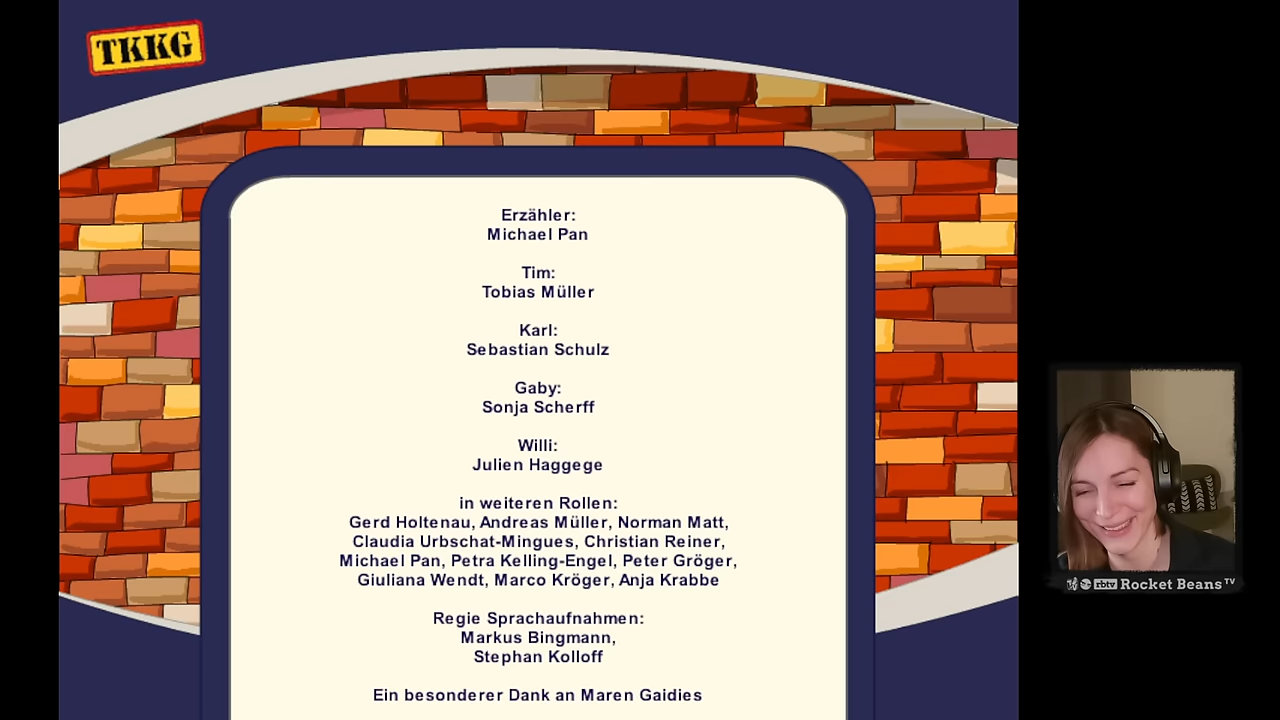 TKKG
Erzähler:
Michael Pan
Tim:
Tobias Müller
Karl:
Sebastian Schulz
Gaby:
Sonja Scherff
Willi:
Julien Haggege
in weiteren Rollen:
Gerd Holtenau, Andreas Müller, Norman Matt,
Claudia Urbschat-Mingues, Christian Reiner,
Michael Pan, Petra Kelling-Engel, Peter Gröger,
Giuliana Wendt, Marco Kröger, Anja Krabbe
Regie Sprachaufnahmen:
Markus Bingmann,
Stephan Kolloff
Ein besonderer Dank an Maren Gaidies
rbtv Rocket Beans TV